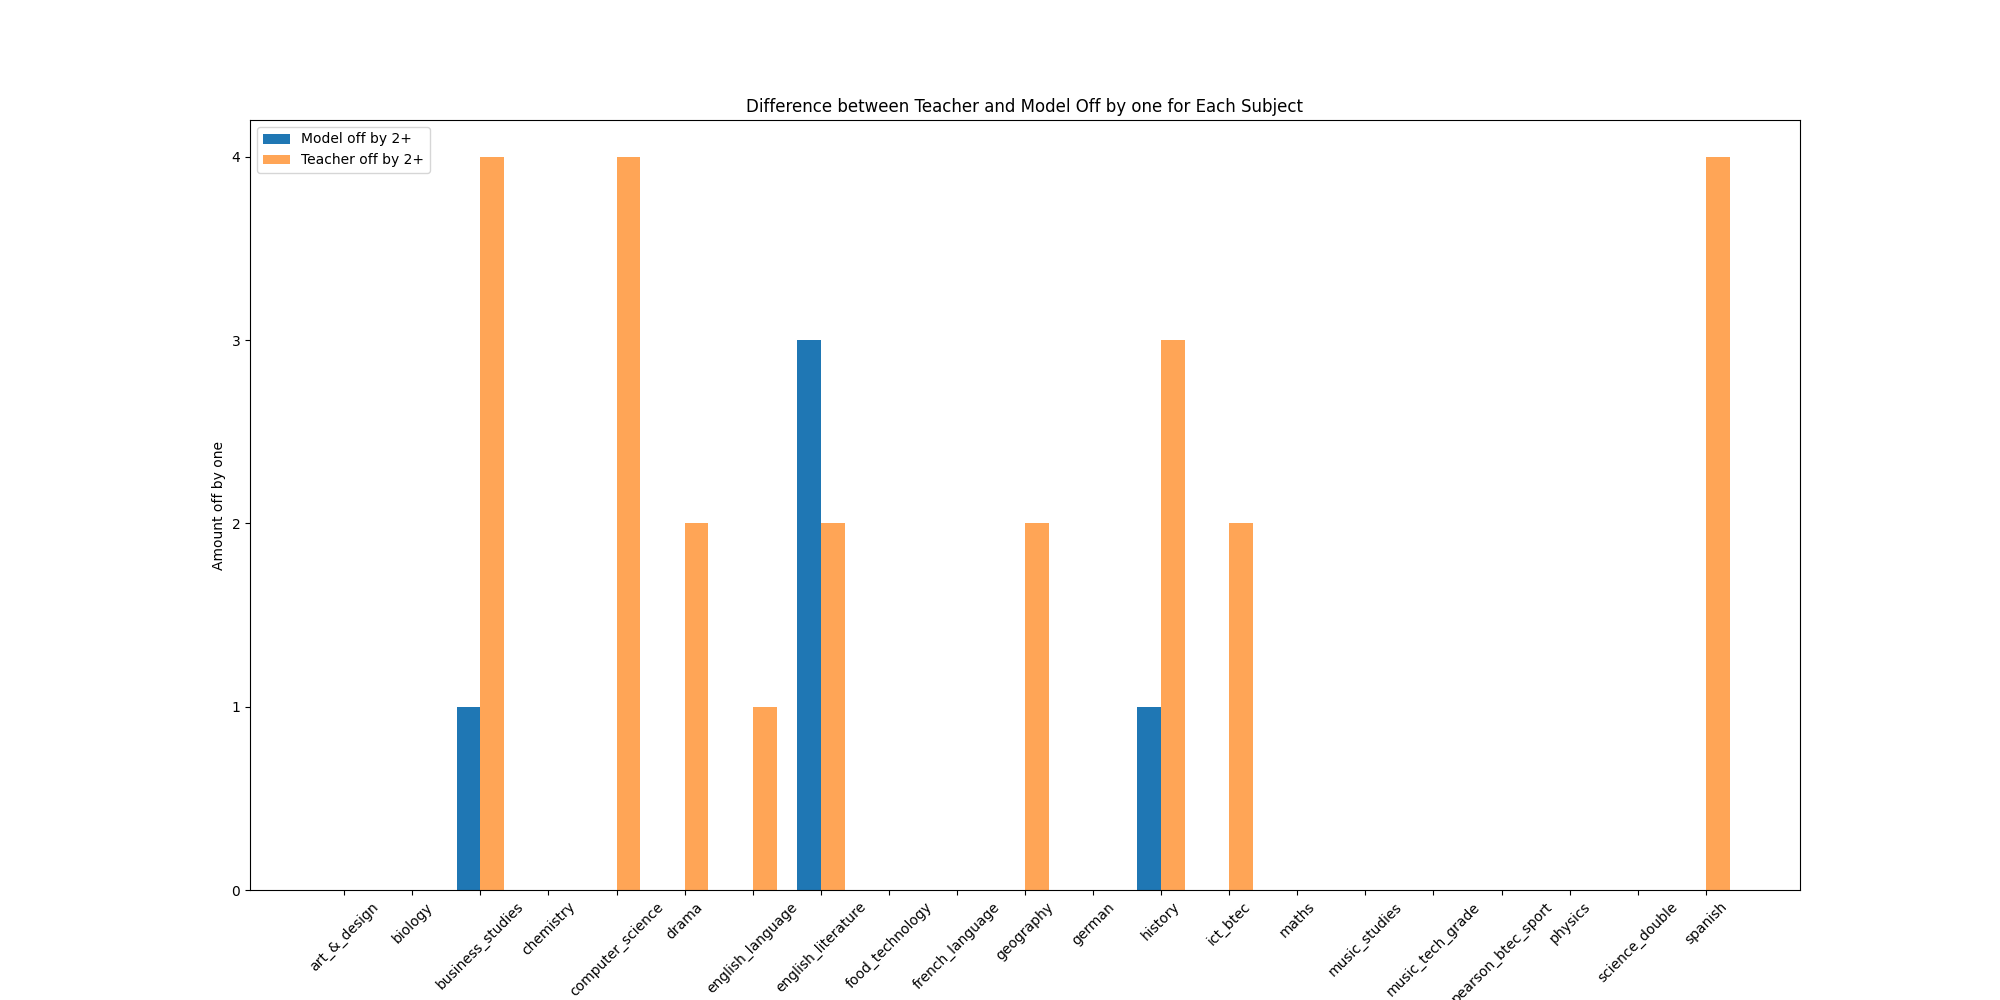 Difference between Teacher and Model Off by one for Each Subject
Model off by 2+
Teacher off by 2+
Amount off by one
4
3
2
1
0
art_&_design
biology
business_studies
chemistry
computer_science
drama
english_language
english_literature
food_technology
french_language
geography
german
history
ict_btec
maths
music_studies
music_tech_grade
pearson_btec_sport
physics
science_double
spanish